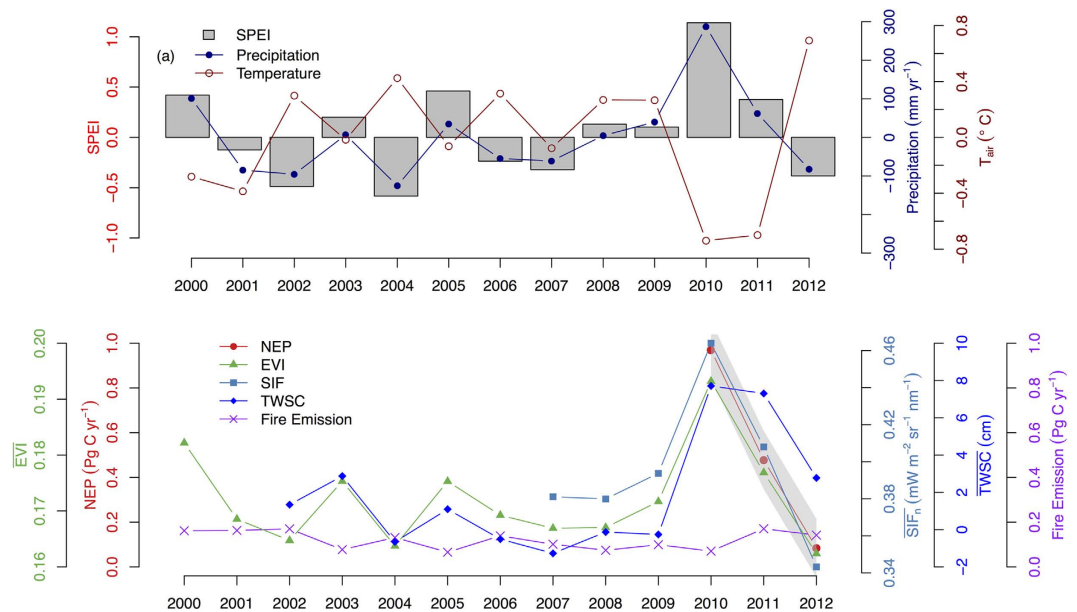 (a)
SPEI
Precipitation
Temperature
SPEI
1.0
0.5
0.0
−0.5
−1.0
Precipitation (mm yr⁻¹)
300
200
100
0
−100
−300
T_air (° C)
0.8
0.4
0.0
−0.4
−0.8
2000 2001 2002 2003 2004 2005 2006 2007 2008 2009 2010 2011 2012
NEP
EVI
SIF
TWSC
Fire Emission
EVI
0.20
0.19
0.18
0.17
0.16
NEP (Pg C yr⁻¹)
1.0
0.8
0.6
0.4
0.2
0.0
SIFₙ (mW m⁻² sr⁻¹ nm⁻¹)
0.46
0.42
0.38
0.34
TWSC (cm)
10
8
6
4
2
0
−2
Fire Emission (Pg C yr⁻¹)
1.0
0.8
0.6
0.4
0.2
0.0
2000 2001 2002 2003 2004 2005 2006 2007 2008 2009 2010 2011 2012